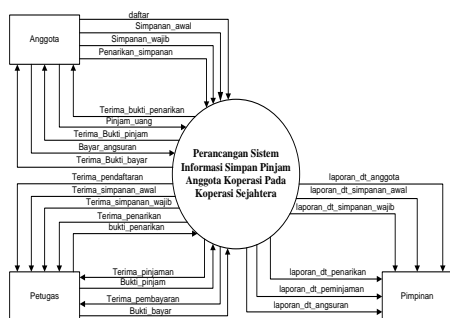 daftar
Simpanan_awal
Simpanan_wajib
Penarikan_simpanan
Anggota
Terima_bukti_penarikan
Pinjam_uang
Terima_Bukti_pinjam
Bayar_angsuran
Terima_Bukti_bayar
Perancangan Sistem
Informasi Simpan Pinjam
Anggota Koperasi Pada
Koperasi Sejahtera
Terima_pendaftaran
Terima_simpanan_awal
Terima_simpanan_wajib
Terima_penarikan
bukti_penarikan
laporan_dt_anggota
laporan_dt_simpanan_awal
laporan_dt_simpanan_wajib
Terima_pinjaman
Bukti_pinjam
Terima_pembayaran
Bukti_bayar
Petugas
laporan_dt_penarikan
laporan_dt_peminjaman
laporan_dt_angsuran
Pimpinan